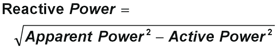 Reactive Power =
√Apparent Power² − Active Power²